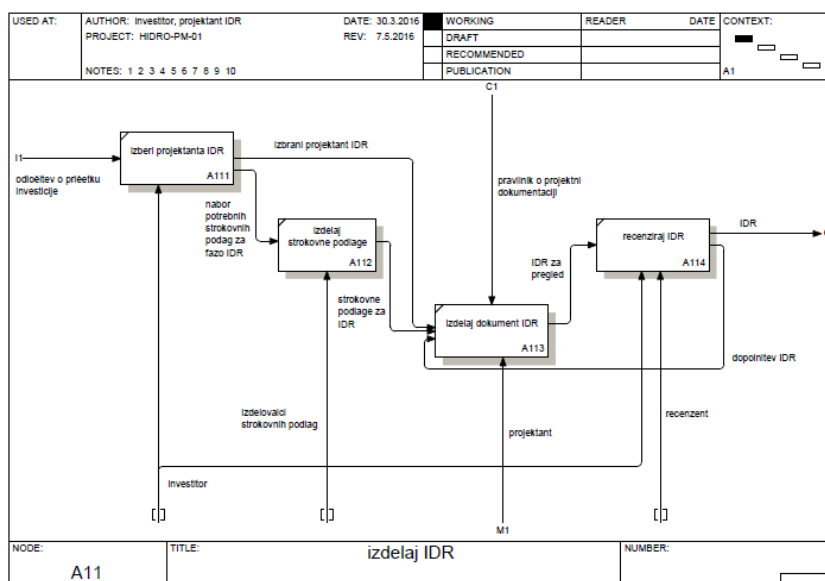 USED AT:
AUTHOR: Investitor, projektant IDR
DATE: 30.3.2016
WORKING
READER
DATE
CONTEXT:
PROJECT: HIDRO-PM-01
REV: 7.5.2016
DRAFT
RECOMMENDED
NOTES: 1 2 3 4 5 6 7 8 9 10
PUBLICATION
A1
C1
izberi projektanta IDR
A111
izbrani projektant IDR
I1
odločitev o pričetku
investicije
pravilnik o projektni
dokumentaciji
nabor
potrebnih
strokovnih
podag za
fazo IDR
izdelaj
strokovne podlage
A112
IDR
recenziraj IDR
A114
IDR za
pregled
strokovne
podlage za
IDR
izdelaj dokument IDR
A113
dopolnitev IDR
izdelovalci
strokovnih podlag
projektant
recenzent
investitor
M1
NODE:
A11
TITLE:
izdelaj IDR
NUMBER: